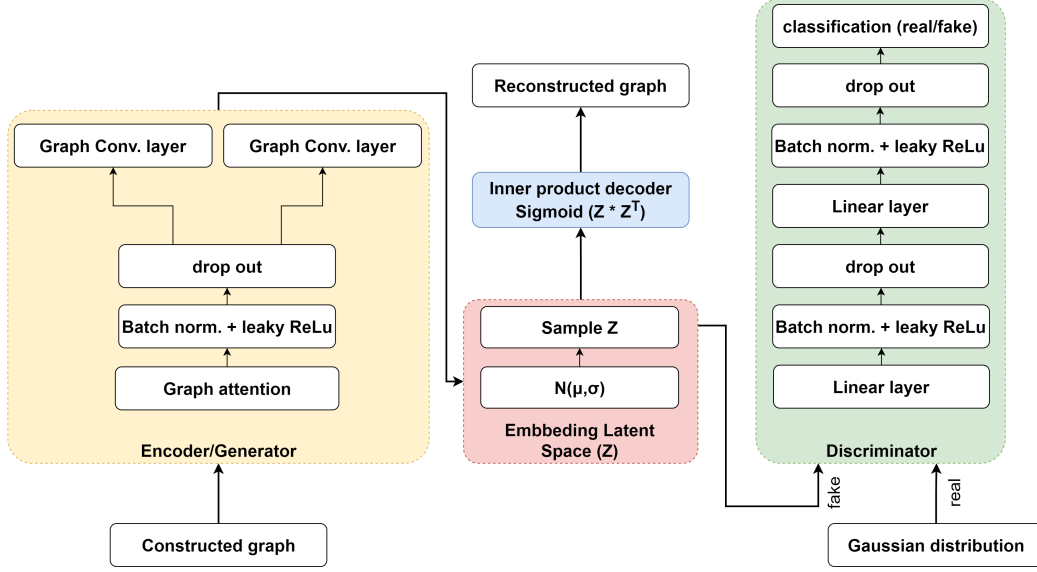 Graph Conv. layer
Graph Conv. layer
drop out
Batch norm. + leaky ReLu
Graph attention
Encoder/Generator
Constructed graph
Reconstructed graph
Inner product decoder
Sigmoid (Z * Z^T)
Sample Z
N(μ,σ)
Embbeding Latent
Space (Z)
classification (real/fake)
drop out
Batch norm. + leaky ReLu
Linear layer
drop out
Batch norm. + leaky ReLu
Linear layer
Discriminator
fake
real
Gaussian distribution